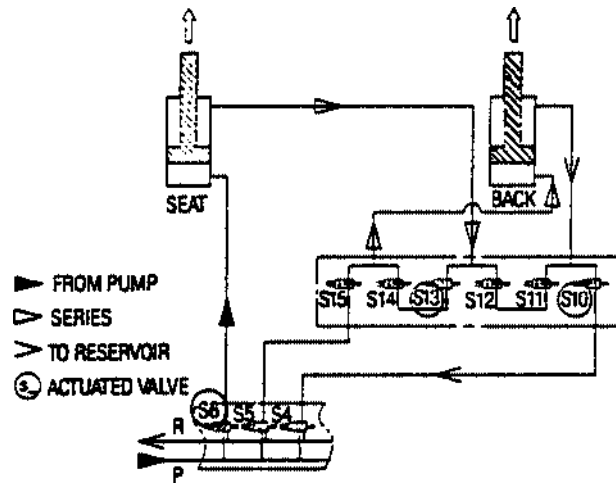 SEAT
BACK
FROM PUMP
SERIES
TO RESERVOIR
S ACTUATED VALVE
S15 S14 S13 S12 S11 S10
S6 S5 S4
R
P